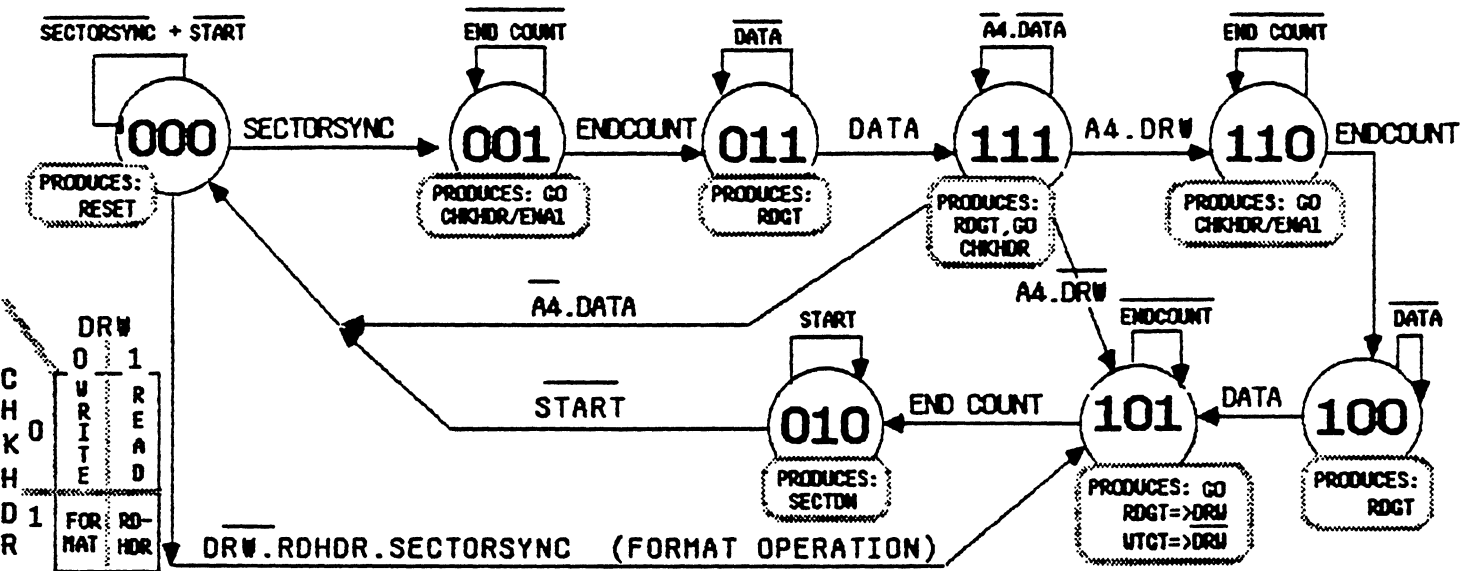 SECTORSYNC + START
END COUNT
DATA
A4.DATA
END COUNT
000
SECTORSYNC
001
ENDCOUNT
011
DATA
111
A4.DRW
110
ENDCOUNT
PRODUCES:
RESET
PRODUCES: GO
CHKHDR/ENA1
PRODUCES:
RDGT
PRODUCES:
RDGT,GO
CHKHDR
PRODUCES: GO
CHKHDR/ENA1
A4.DATA
A4.DRW
START
ENDCOUNT
DATA
DRW
0 1
CHKHDR
0
WRITE
READ
1
FOR
MAT
RD-
HDR
START
010
END COUNT
101
DATA
100
PRODUCES:
SECTDN
PRODUCES: GO
RDGT=>DRW
WTGT=>DRW
PRODUCES:
RDGT
DRW.RDHDR.SECTORSYNC (FORMAT OPERATION)